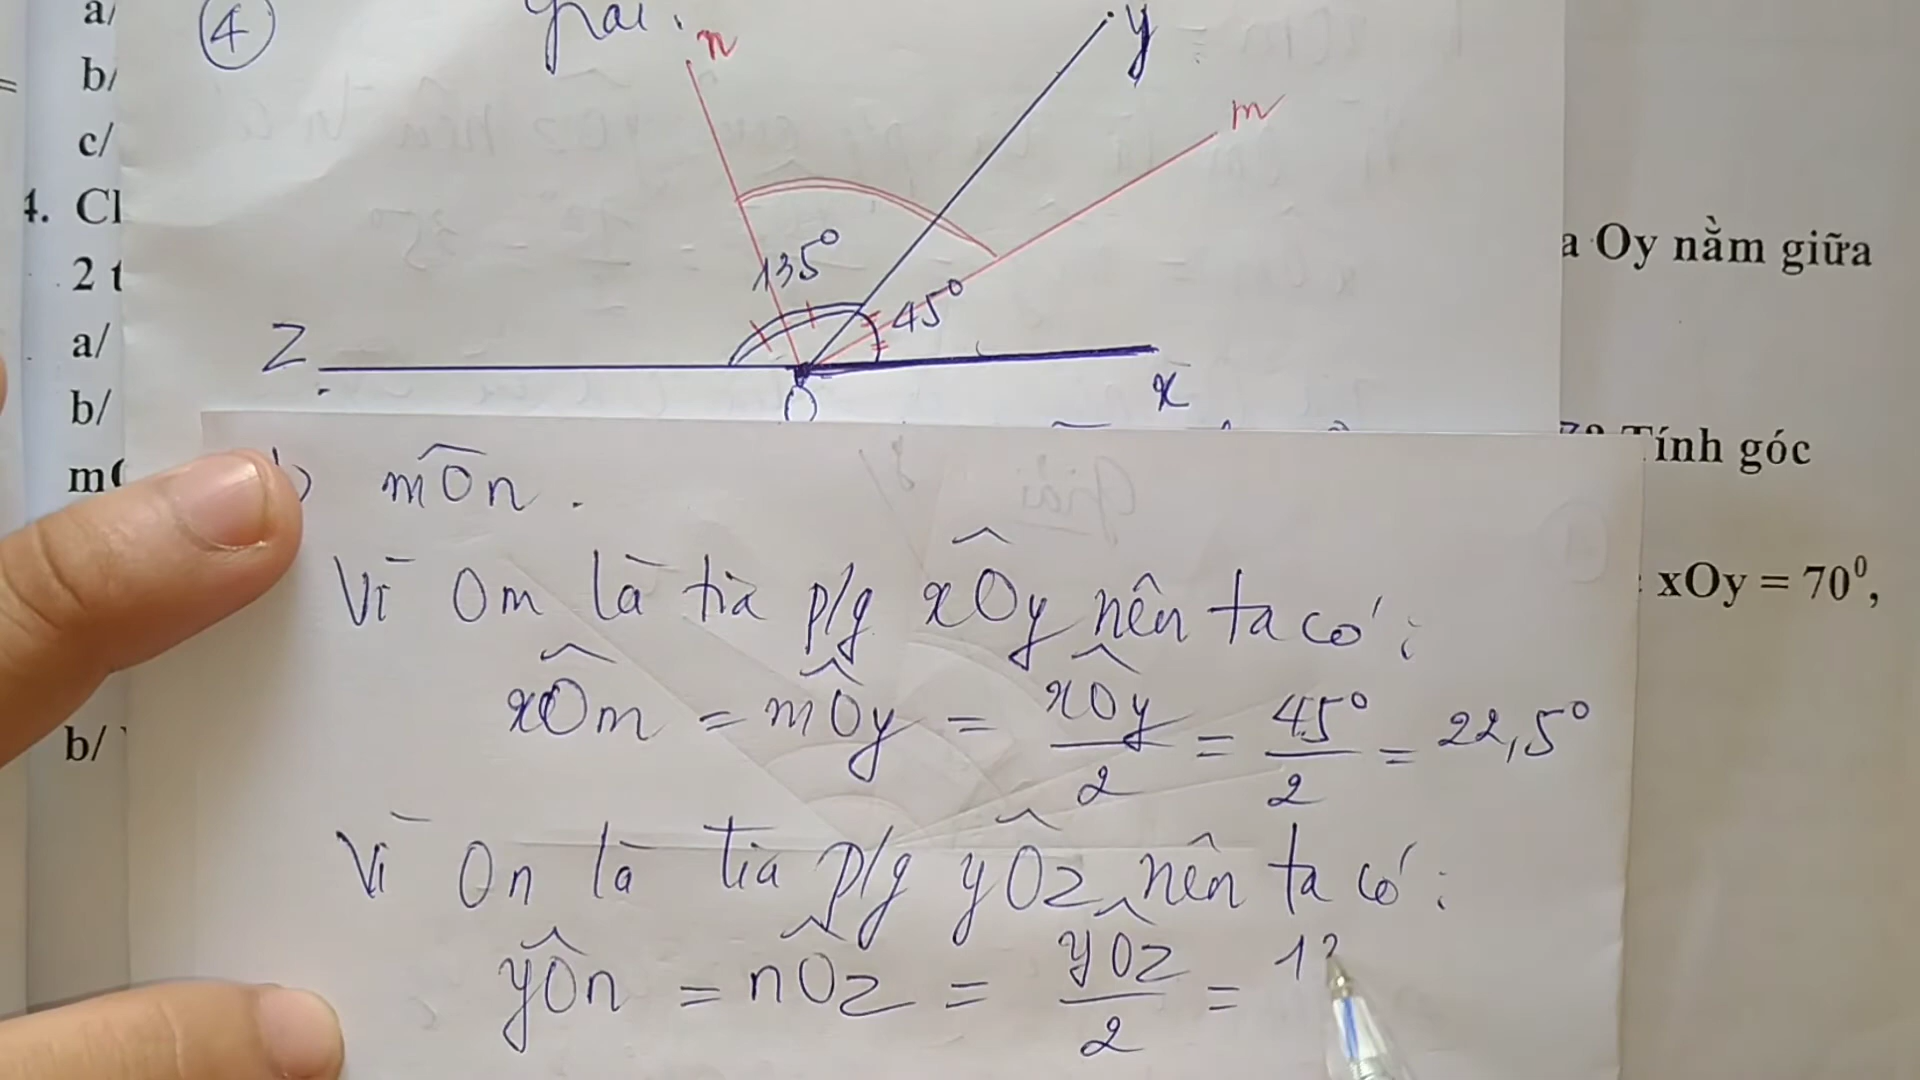 a/
④ Giải:
b/
n
y
m
c/
4. Cl
a Oy nằm giữa
2 t
135°
45°
a/
z
O
x
b/
Tính góc
m
b) mÔn.
xOy = 70⁰,
Vì Om là tia p/g xÔy nên ta có:
xÔm = mÔy = xÔy/2 = 45°/2 = 22,5°
b/
Vì On là tia p/g yÔz nên ta có:
yÔn = nÔz = yÔz/2 = 13